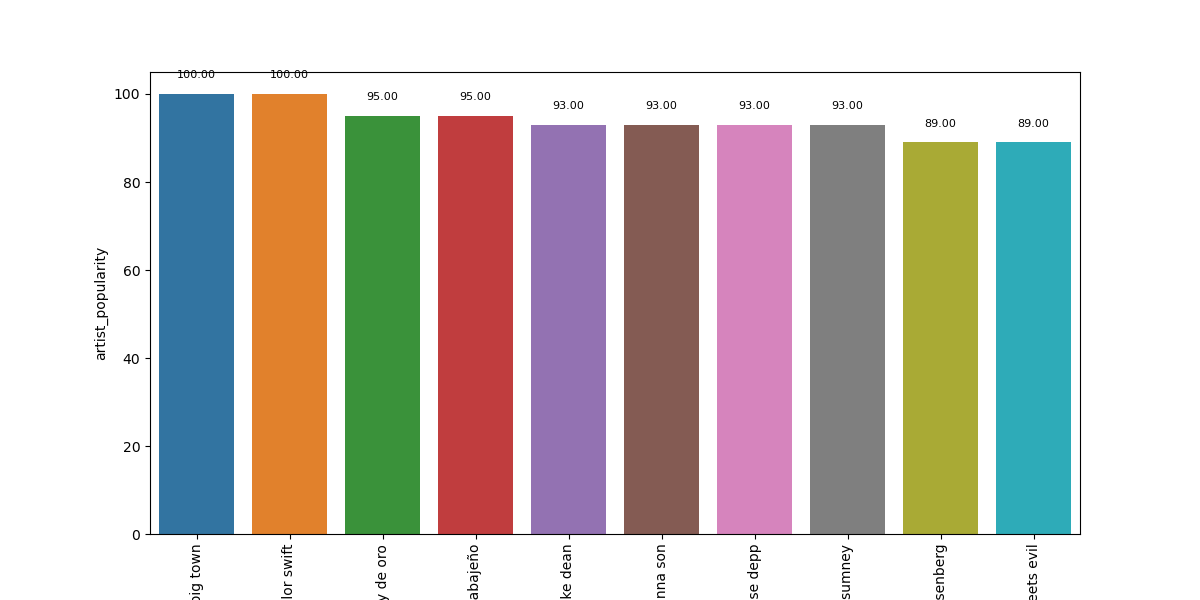 100.00 100.00 95.00 95.00 93.00 93.00 93.00 93.00 89.00 89.00
100
80
60
40
20
0
artist_popularity
big town
lor swift
y de oro
abajeño
ke dean
nna son
se depp
sumney
senberg
eets evil